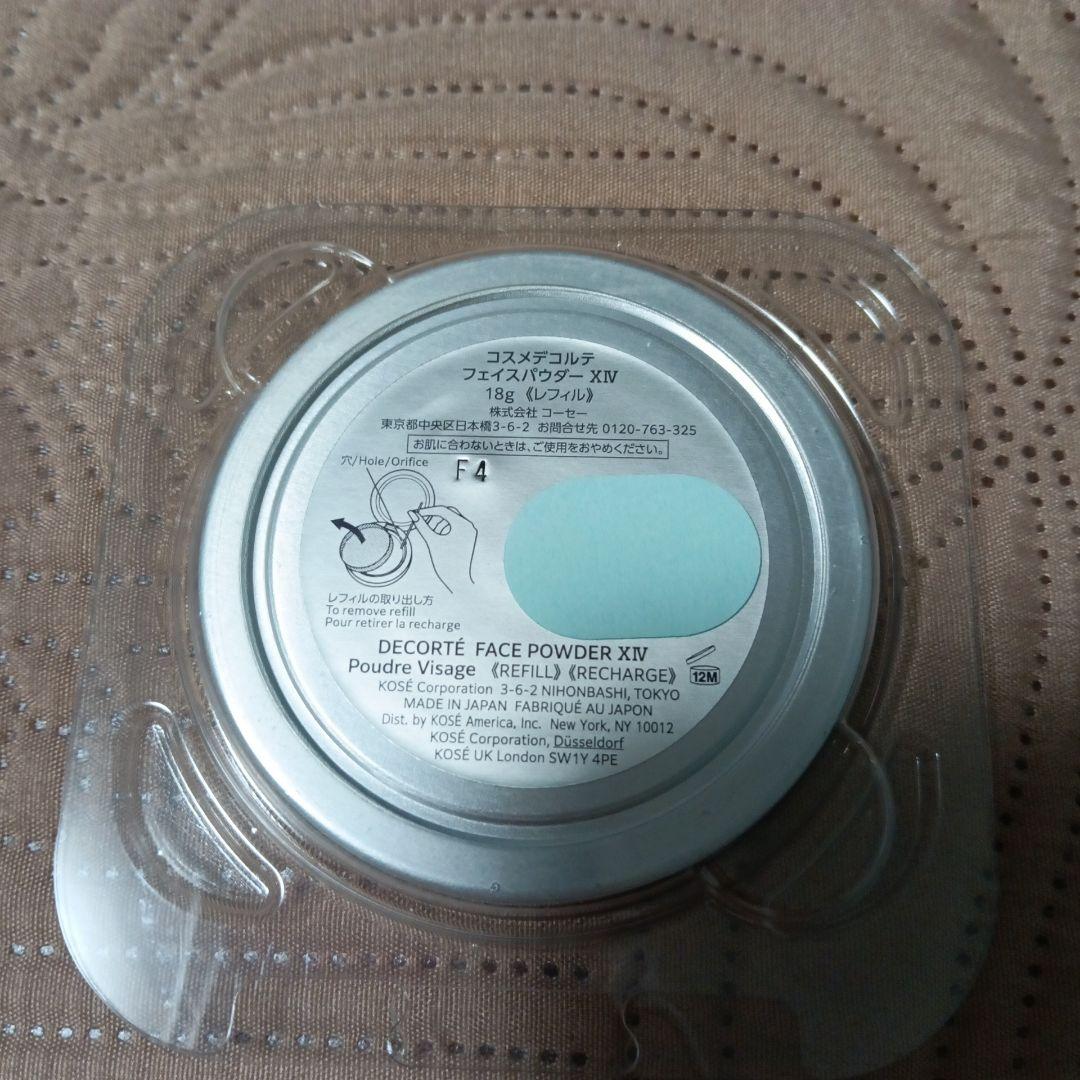 コスメデコルテ
フェイスパウダー XIV
18g 《レフィル》
株式会社 コーセー
東京都中央区日本橋3-6-2 お問合せ先 0120-763-325
お肌に合わないときは、ご使用をおやめください。
穴/Hole/Orifice
F4
レフィルの取り出し方
To remove refill
Pour retirer la recharge
DECORTÉ FACE POWDER XIV
Poudre Visage 《REFILL》《RECHARGE》
12M
KOSÉ Corporation 3-6-2 NIHONBASHI, TOKYO
MADE IN JAPAN FABRIQUÉ AU JAPON
Dist. by KOSÉ America, Inc. New York, NY 10012
KOSÉ Corporation, Düsseldorf
KOSÉ UK London SW1Y 4PE